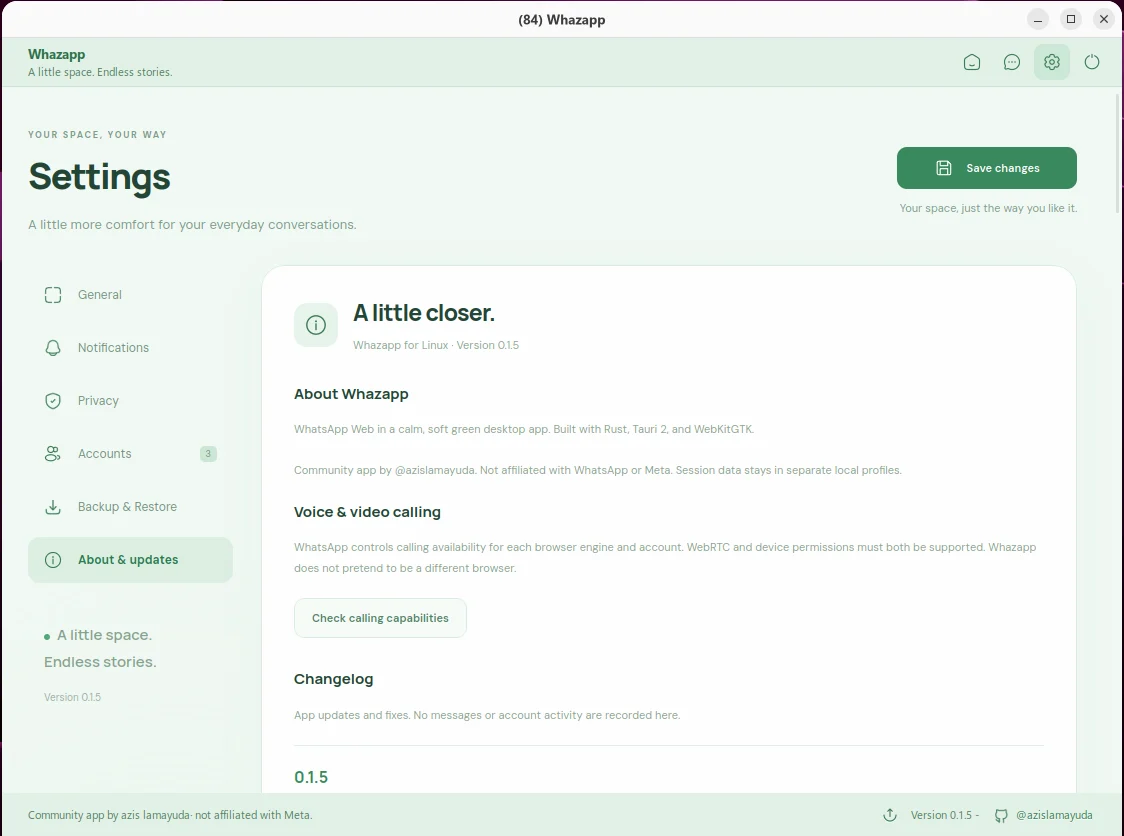 (84) Whazapp
Whazapp
A little space. Endless stories.
YOUR SPACE, YOUR WAY
Settings
A little more comfort for your everyday conversations.
Save changes
Your space, just the way you like it.
General
Notifications
Privacy
Accounts
3
Backup & Restore
About & updates
A little space.
Endless stories.
Version 0.1.5
A little closer.
Whazapp for Linux · Version 0.1.5
About Whazapp
WhatsApp Web in a calm, soft green desktop app. Built with Rust, Tauri 2, and WebKitGTK.
Community app by @azislamayuda. Not affiliated with WhatsApp or Meta. Session data stays in separate local profiles.
Voice & video calling
WhatsApp controls calling availability for each browser engine and account. WebRTC and device permissions must both be supported. Whazapp
does not pretend to be a different browser.
Check calling capabilities
Changelog
App updates and fixes. No messages or account activity are recorded here.
0.1.5
Community app by azis lamayuda· not affiliated with Meta.
Version 0.1.5 -
@azislamayuda